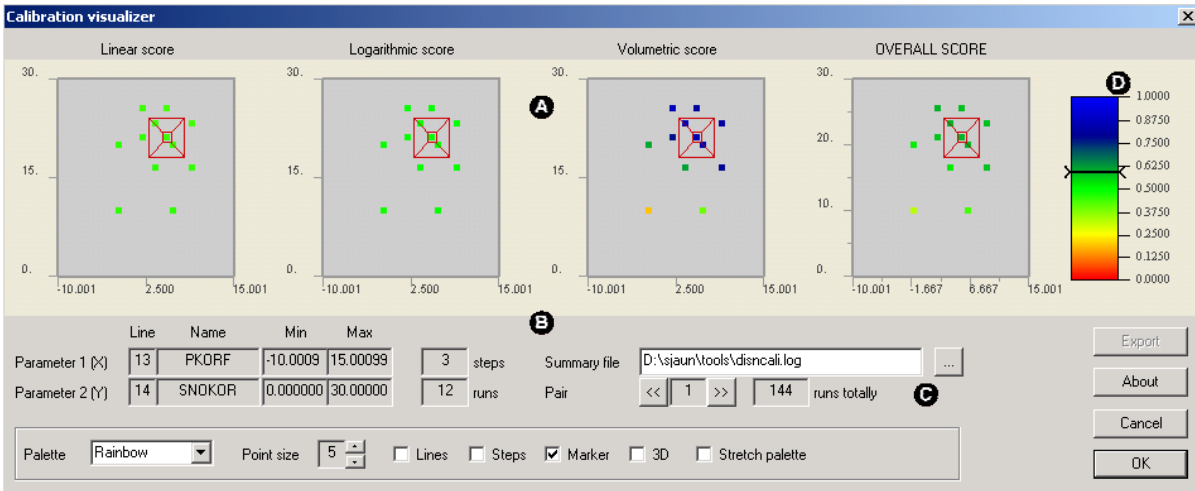 Calibration visualizer
Linear score Logarithmic score Volumetric score OVERALL SCORE
30. 30. 30. 30.
A D
1.0000
0.8750
20. 0.7500
15. 15. 15. 0.6250
0.5000
10. 0.3750
0.2500
0.1250
0. 0. 0. 0. 0.0000
-10.001 2.500 15.001 -10.001 2.500 15.001 -10.001 2.500 15.001 -10.001 -1.667 6.667 15.001
B
Line Name Min Max
Parameter 1 (X) 13 PKORF -10.0009 15.00099 3 steps Summary file D:\sjaun\tools\disncali.log ... Export
Parameter 2 (Y) 14 SNOKOR 0.000000 30.00000 12 runs Pair << 1 >> 144 runs totally C About
Cancel
Palette Rainbow Point size 5 Lines Steps Marker 3D Stretch palette OK